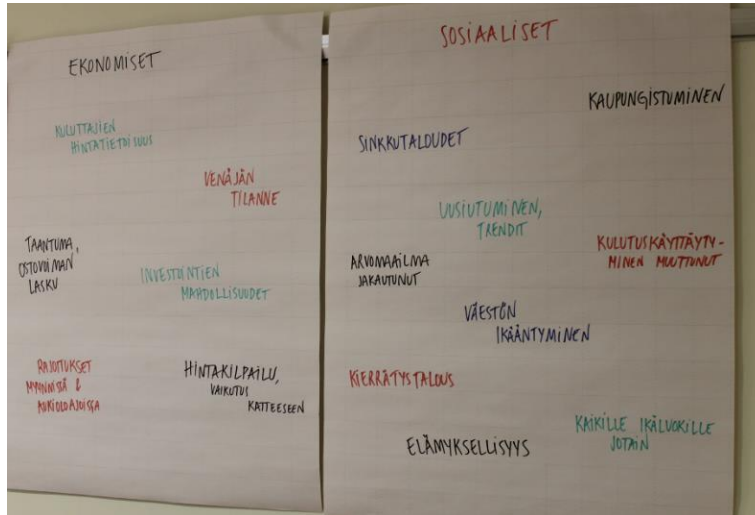 EKONOMISET
KULUTTAJIEN
HINTATIETOISUUS
VENÄJÄN
TILANNE
TAANTUMA,
OSTOVOIMAN
LASKU
INVESTOINTIEN
MAHDOLLISUUDET
RAJOITUKSET
MYYNNISSÄ &
AUKIOLOAJOISSA
HINTAKILPAILU,
VAIKUTUS
KATTEESEEN
SOSIAALISET
KAUPUNGISTUMINEN
SINKKUTALOUDET
UUSIUTUMINEN,
TRENDIT
KULUTUSKÄYTTÄYTY-
MINEN MUUTTUNUT
ARVOMAAILMA
JAKAUTUNUT
VÄESTÖN
IKÄÄNTYMINEN
KIERRÄTYSTALOUS
KAIKILLE IKÄLUOKILLE
JOTAIN
ELÄMYKSELLISYYS